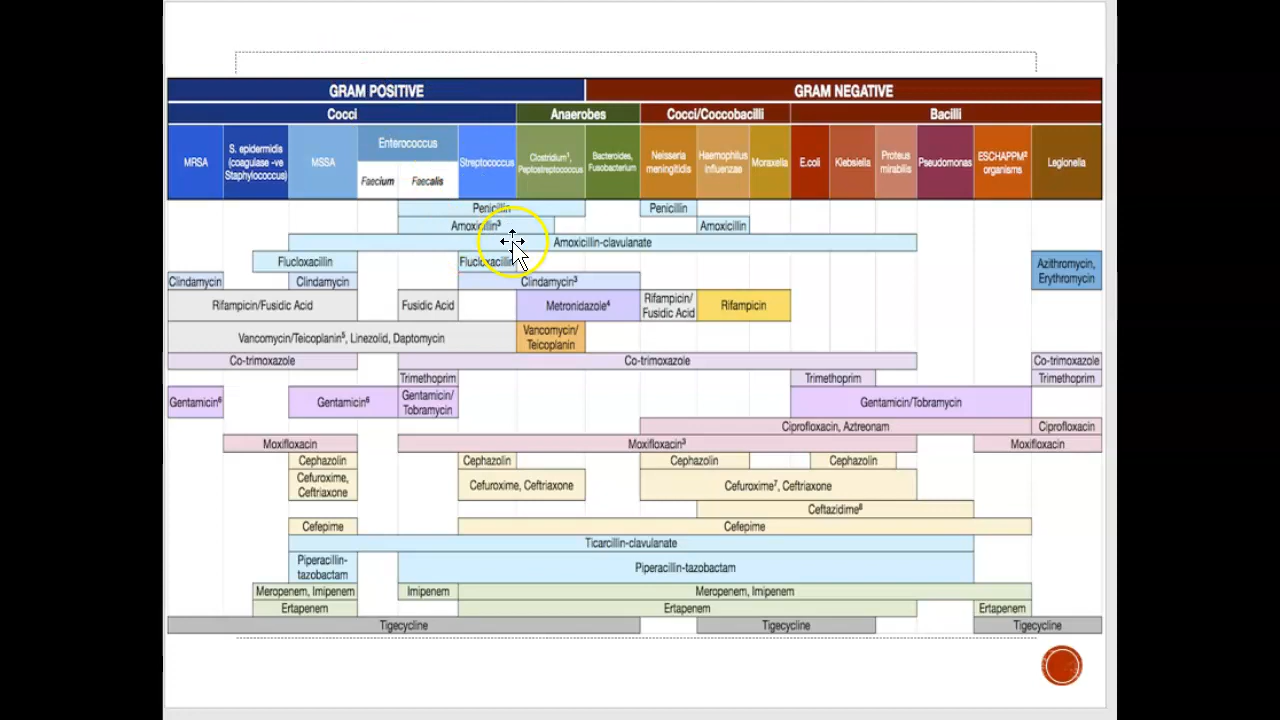 GRAM POSITIVE GRAM NEGATIVE
Cocci Anaerobes Cocci/Coccobacilli Bacilli
MRSA
S. epidermidis
(coagulase -ve
Staphylococcus)
MSSA
Enterococcus
Faecium Faecalis
Streptococcus
Clostridium¹,
Peptostreptococcus
Bacteroides,
Fusobacterium
Neisseria
meningitidis
Haemophilus
influenzae
Moraxella
E.coli
Klebsiella
Proteus
mirabilis
Pseudomonas
ESCHAPPM²
organisms
Legionella
Penicillin Penicillin
Amoxicillin³ Amoxicillin
Amoxicillin-clavulanate
Flucloxacillin Flucloxacillin
Azithromycin,
Erythromycin
Clindamycin Clindamycin Clindamycin³
Rifampicin/Fusidic Acid Fusidic Acid Metronidazole⁴
Rifampicin/
Fusidic Acid
Rifampicin
Vancomycin/Teicoplanin⁵, Linezolid, Daptomycin
Vancomycin/
Teicoplanin
Co-trimoxazole Co-trimoxazole Co-trimoxazole
Trimethoprim Trimethoprim Trimethoprim
Gentamicin⁶ Gentamicin⁶
Gentamicin/
Tobramycin
Gentamicin/Tobramycin
Ciprofloxacin, Aztreonam Ciprofloxacin
Moxifloxacin Moxifloxacin³ Moxifloxacin
Cephazolin Cephazolin Cephazolin Cephazolin
Cefuroxime,
Ceftriaxone
Cefuroxime, Ceftriaxone Cefuroxime⁷, Ceftriaxone
Ceftazidime⁸
Cefepime Cefepime
Ticarcillin-clavulanate
Piperacillin-
tazobactam
Piperacillin-tazobactam
Meropenem, Imipenem Imipenem Meropenem, Imipenem
Ertapenem Ertapenem Ertapenem
Tigecycline Tigecycline Tigecycline